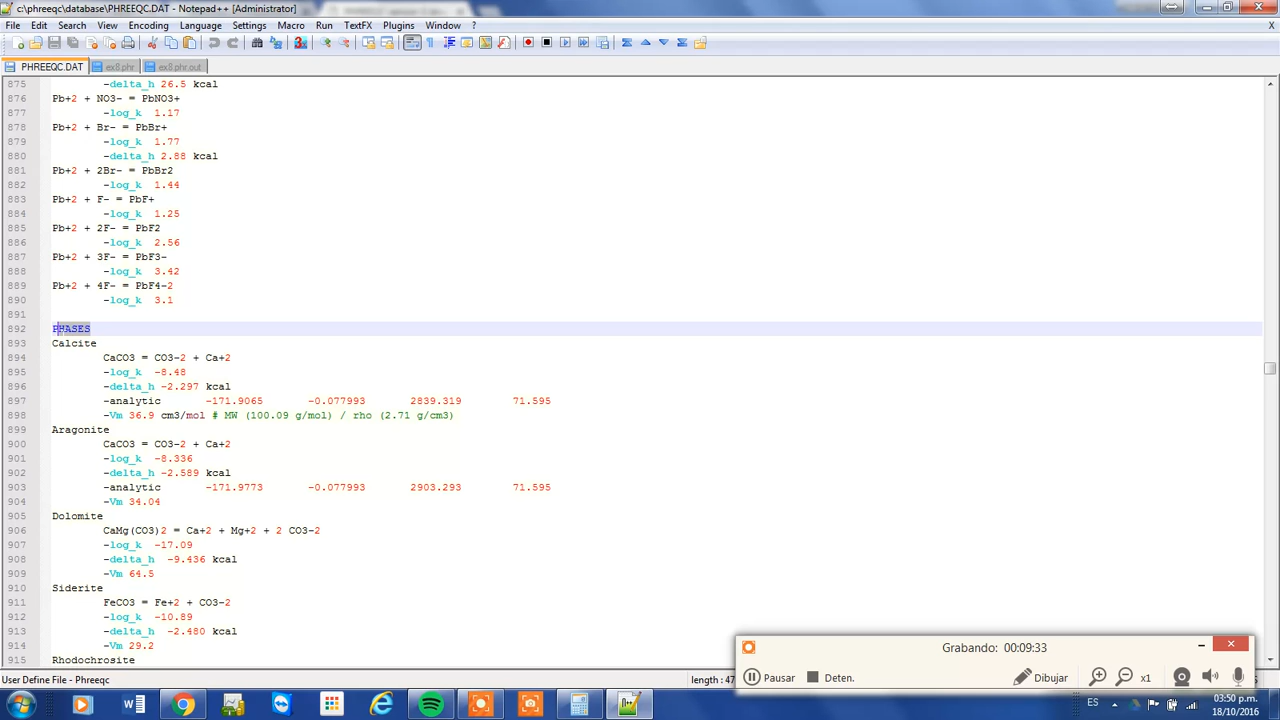 c:\phreeqc\database\PHREEQC.DAT - Notepad++ [Administrator]
File Edit Search View Encoding Language Settings Macro Run TextFX Plugins Window ?
PHREEQC.DAT ex8.phr ex8.phr.out
875 -delta_h 26.5 kcal
876 Pb+2 + NO3- = PbNO3+
877 -log_k 1.17
878 Pb+2 + Br- = PbBr+
879 -log_k 1.77
880 -delta_h 2.88 kcal
881 Pb+2 + 2Br- = PbBr2
882 -log_k 1.44
883 Pb+2 + F- = PbF+
884 -log_k 1.25
885 Pb+2 + 2F- = PbF2
886 -log_k 2.56
887 Pb+2 + 3F- = PbF3-
888 -log_k 3.42
889 Pb+2 + 4F- = PbF4-2
890 -log_k 3.1
891
892 PHASES
893 Calcite
894 CaCO3 = CO3-2 + Ca+2
895 -log_k -8.48
896 -delta_h -2.297 kcal
897 -analytic -171.9065 -0.077993 2839.319 71.595
898 -Vm 36.9 cm3/mol # MW (100.09 g/mol) / rho (2.71 g/cm3)
899 Aragonite
900 CaCO3 = CO3-2 + Ca+2
901 -log_k -8.336
902 -delta_h -2.589 kcal
903 -analytic -171.9773 -0.077993 2903.293 71.595
904 -Vm 34.04
905 Dolomite
906 CaMg(CO3)2 = Ca+2 + Mg+2 + 2 CO3-2
907 -log_k -17.09
908 -delta_h -9.436 kcal
909 -Vm 64.5
910 Siderite
911 FeCO3 = Fe+2 + CO3-2
912 -log_k -10.89
913 -delta_h -2.480 kcal
914 -Vm 29.2
915 Rhodochrosite
Grabando: 00:09:33
Pausar Deten. Dibujar x1
User Define File - Phreeqc length : 47
ES 03:50 p.m.
18/10/2016